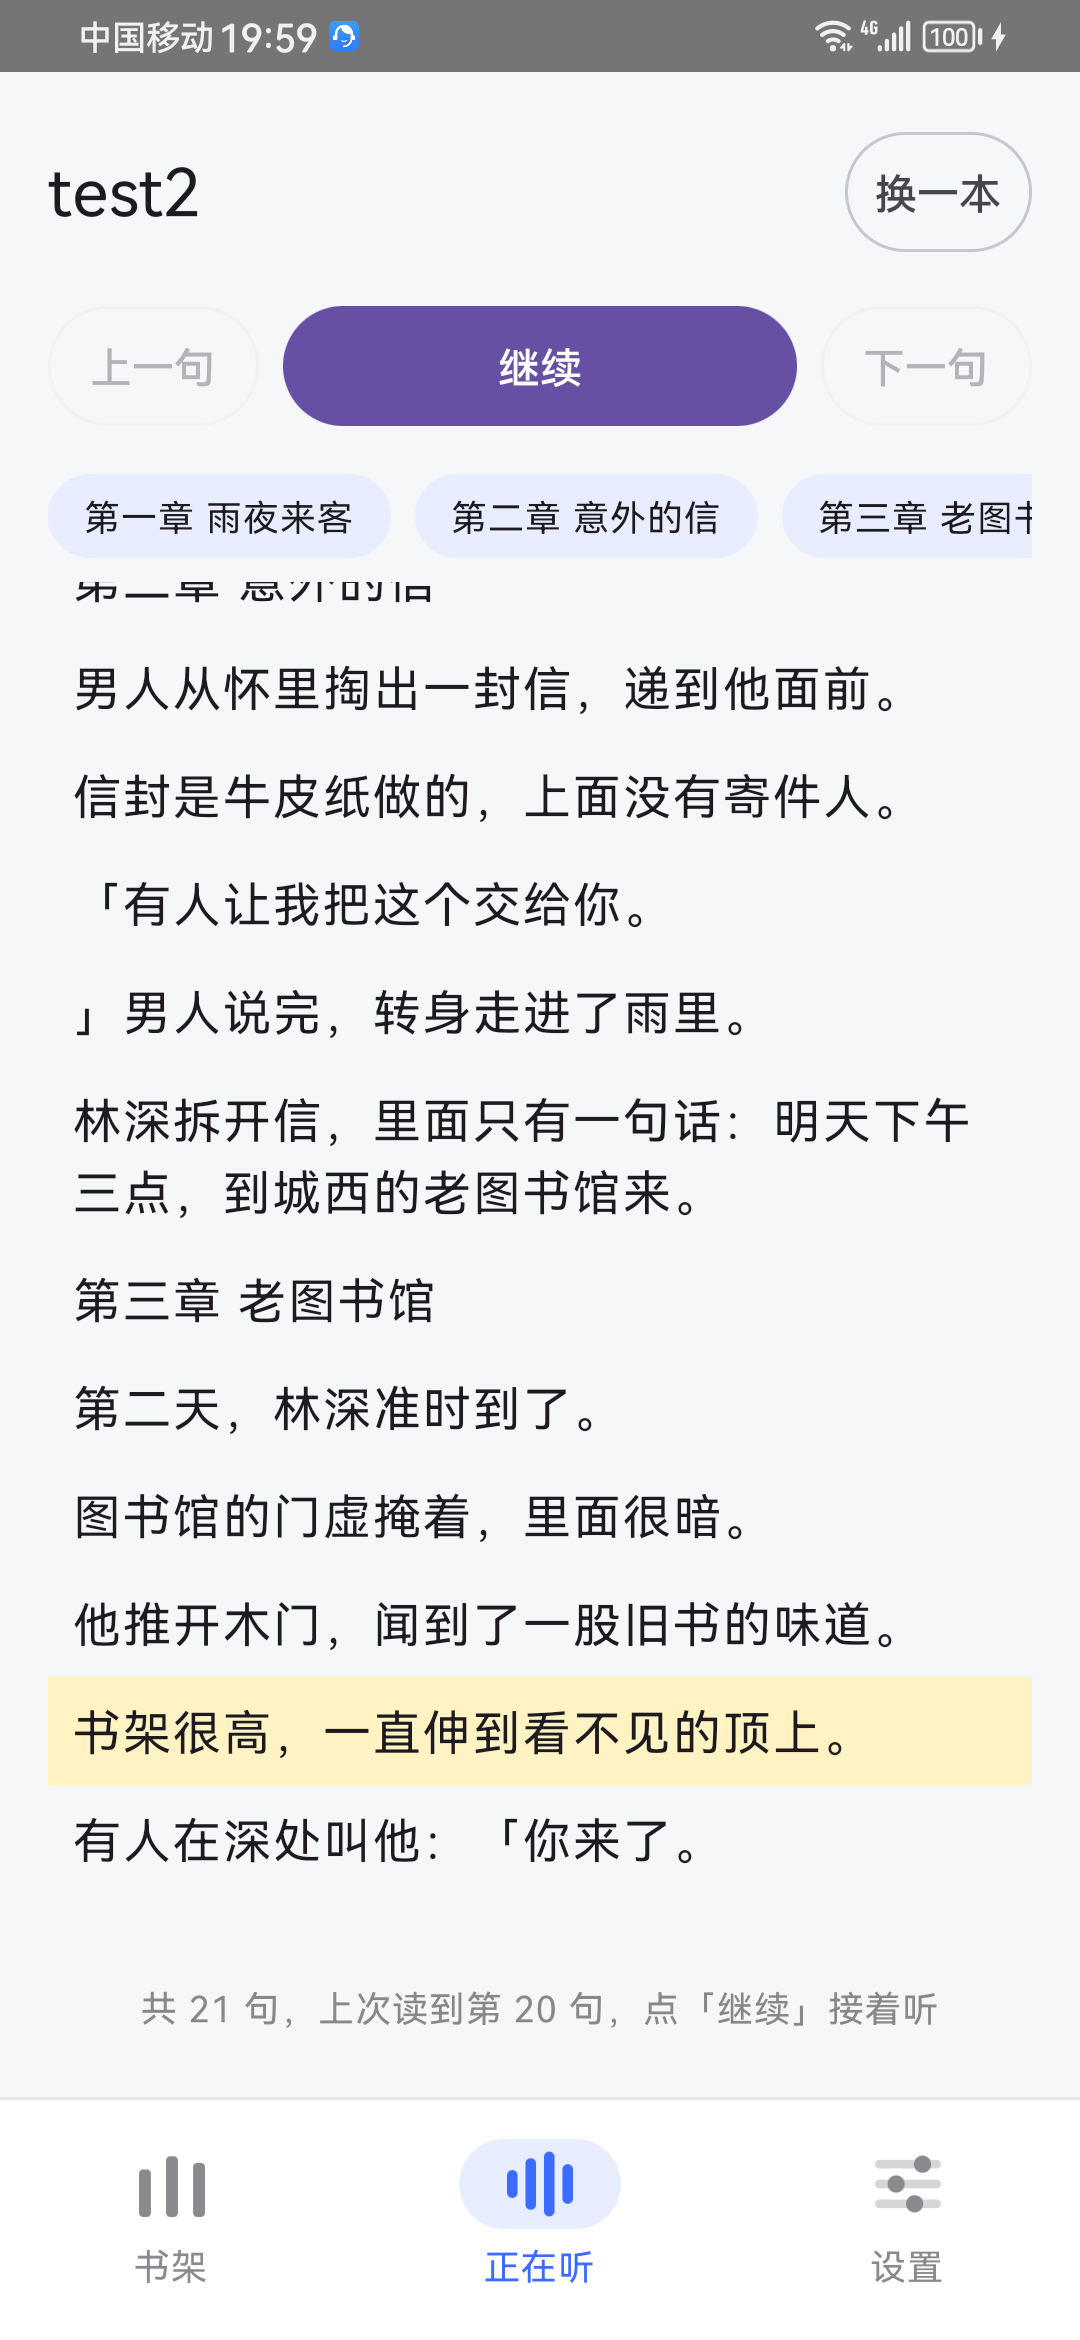 中国移动 19:59 4G 100
test2
换一本
上一句
继续
下一句
第一章 雨夜来客
第二章 意外的信
第三章 老图书
第二章 意外的信
男人从怀里掏出一封信，递到他面前。
信封是牛皮纸做的，上面没有寄件人。
「有人让我把这个交给你。
」男人说完，转身走进了雨里。
林深拆开信，里面只有一句话：明天下午
三点，到城西的老图书馆来。
第三章 老图书馆
第二天，林深准时到了。
图书馆的门虚掩着，里面很暗。
他推开木门，闻到了一股旧书的味道。
书架很高，一直伸到看不见的顶上。
有人在深处叫他：「你来了。
共 21 句，上次读到第 20 句，点「继续」接着听
书架
正在听
设置